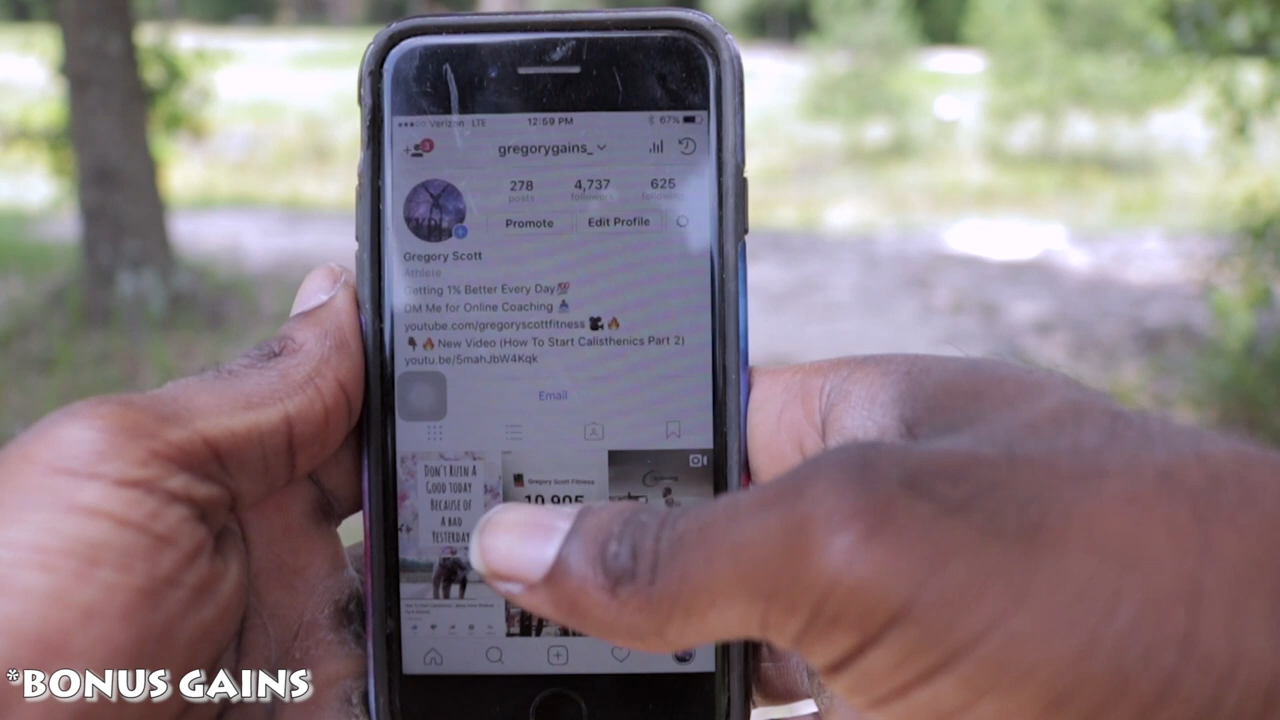 Verizon LTE 12:59 PM 67%
3
gregorygains_
278 4,737 625
posts followers following
Promote Edit Profile
Gregory Scott
Athlete
Getting 1% Better Every Day💯
DM Me for Online Coaching
youtube.com/gregoryscottfitness 🎥🔥
👇🏿🔥New Video (How To Start Calisthenics Part 2)
youtu.be/5mahJbW4Kqk
Email
DON'T RUIN A
GOOD TODAY
BECAUSE OF
A BAD
YESTERDAY
Gregory Scott Fitness
10,905
*BONUS GAINS